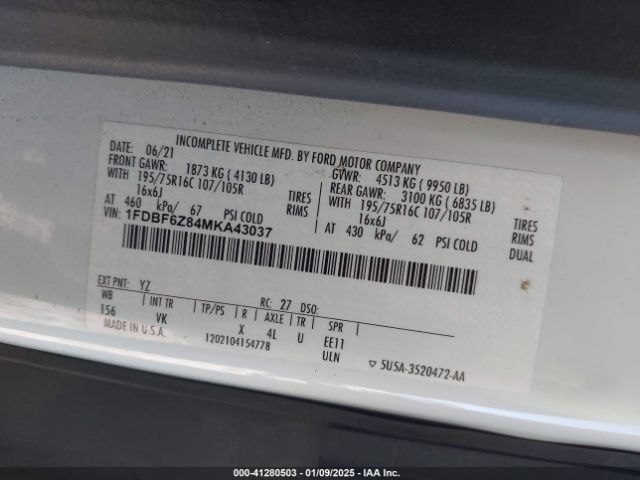 INCOMPLETE VEHICLE MFD. BY FORD MOTOR COMPANY
DATE: 06/21 GVWR: 4513 KG ( 9950 LB)
FRONT GAWR: 1873 KG ( 4130 LB) REAR GAWR: 3100 KG ( 6835 LB)
WITH 195/75R16C 107/105R TIRES WITH 195/75R16C 107/105R TIRES
16x6J RIMS 16x6J RIMS
AT 460 kPa/ 67 PSI COLD AT 430 kPa/ 62 PSI COLD DUAL
VIN: 1FDBF6Z84MKA43037
EXT PNT: YZ RC: 27 DSO:
WB INT TR TP/PS R AXLE TR SPR
156 VK X 4L U EE11
MADE IN U.S.A. 12021041547 7B ULN
▽ 5U5A-3520472-AA
000-41280503 - 01/09/2025 - IAA Inc.